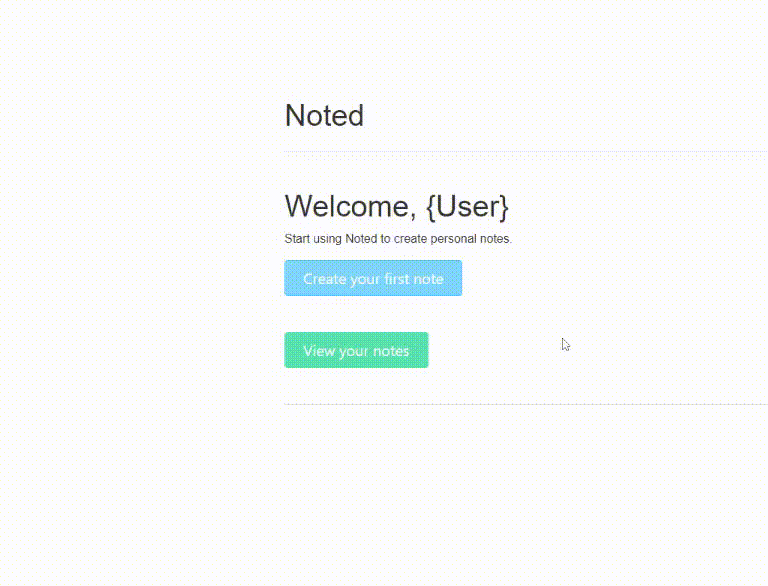 Noted
Welcome, {User}
Start using Noted to create personal notes.
Create your first note
View your notes